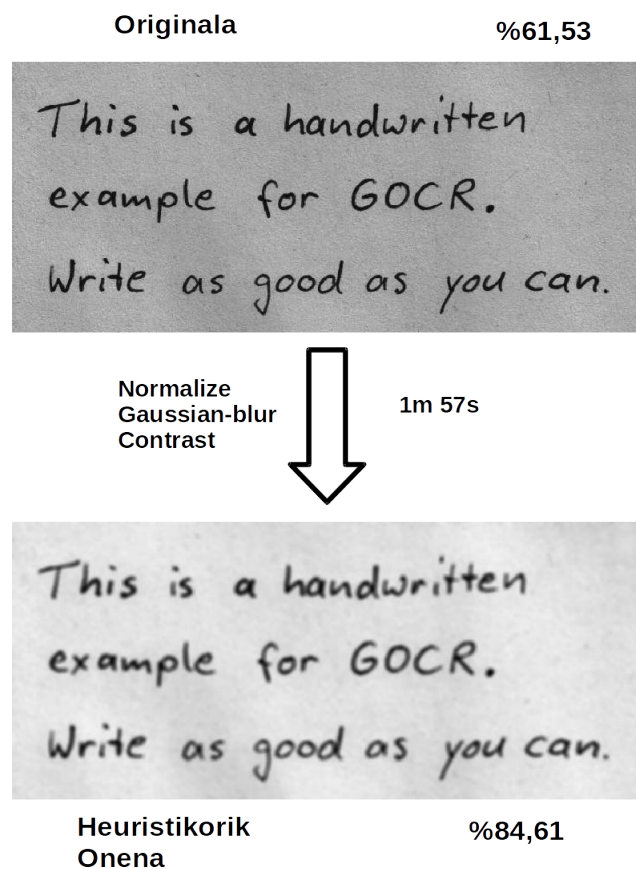 Originala %61,53
This is a handwritten
example for GOCR.
Write as good as you can.
Normalize
Gaussian-blur
Contrast
1m 57s
This is a handwritten
example for GOCR.
Write as good as you can.
Heuristikorik
Onena
%84,61